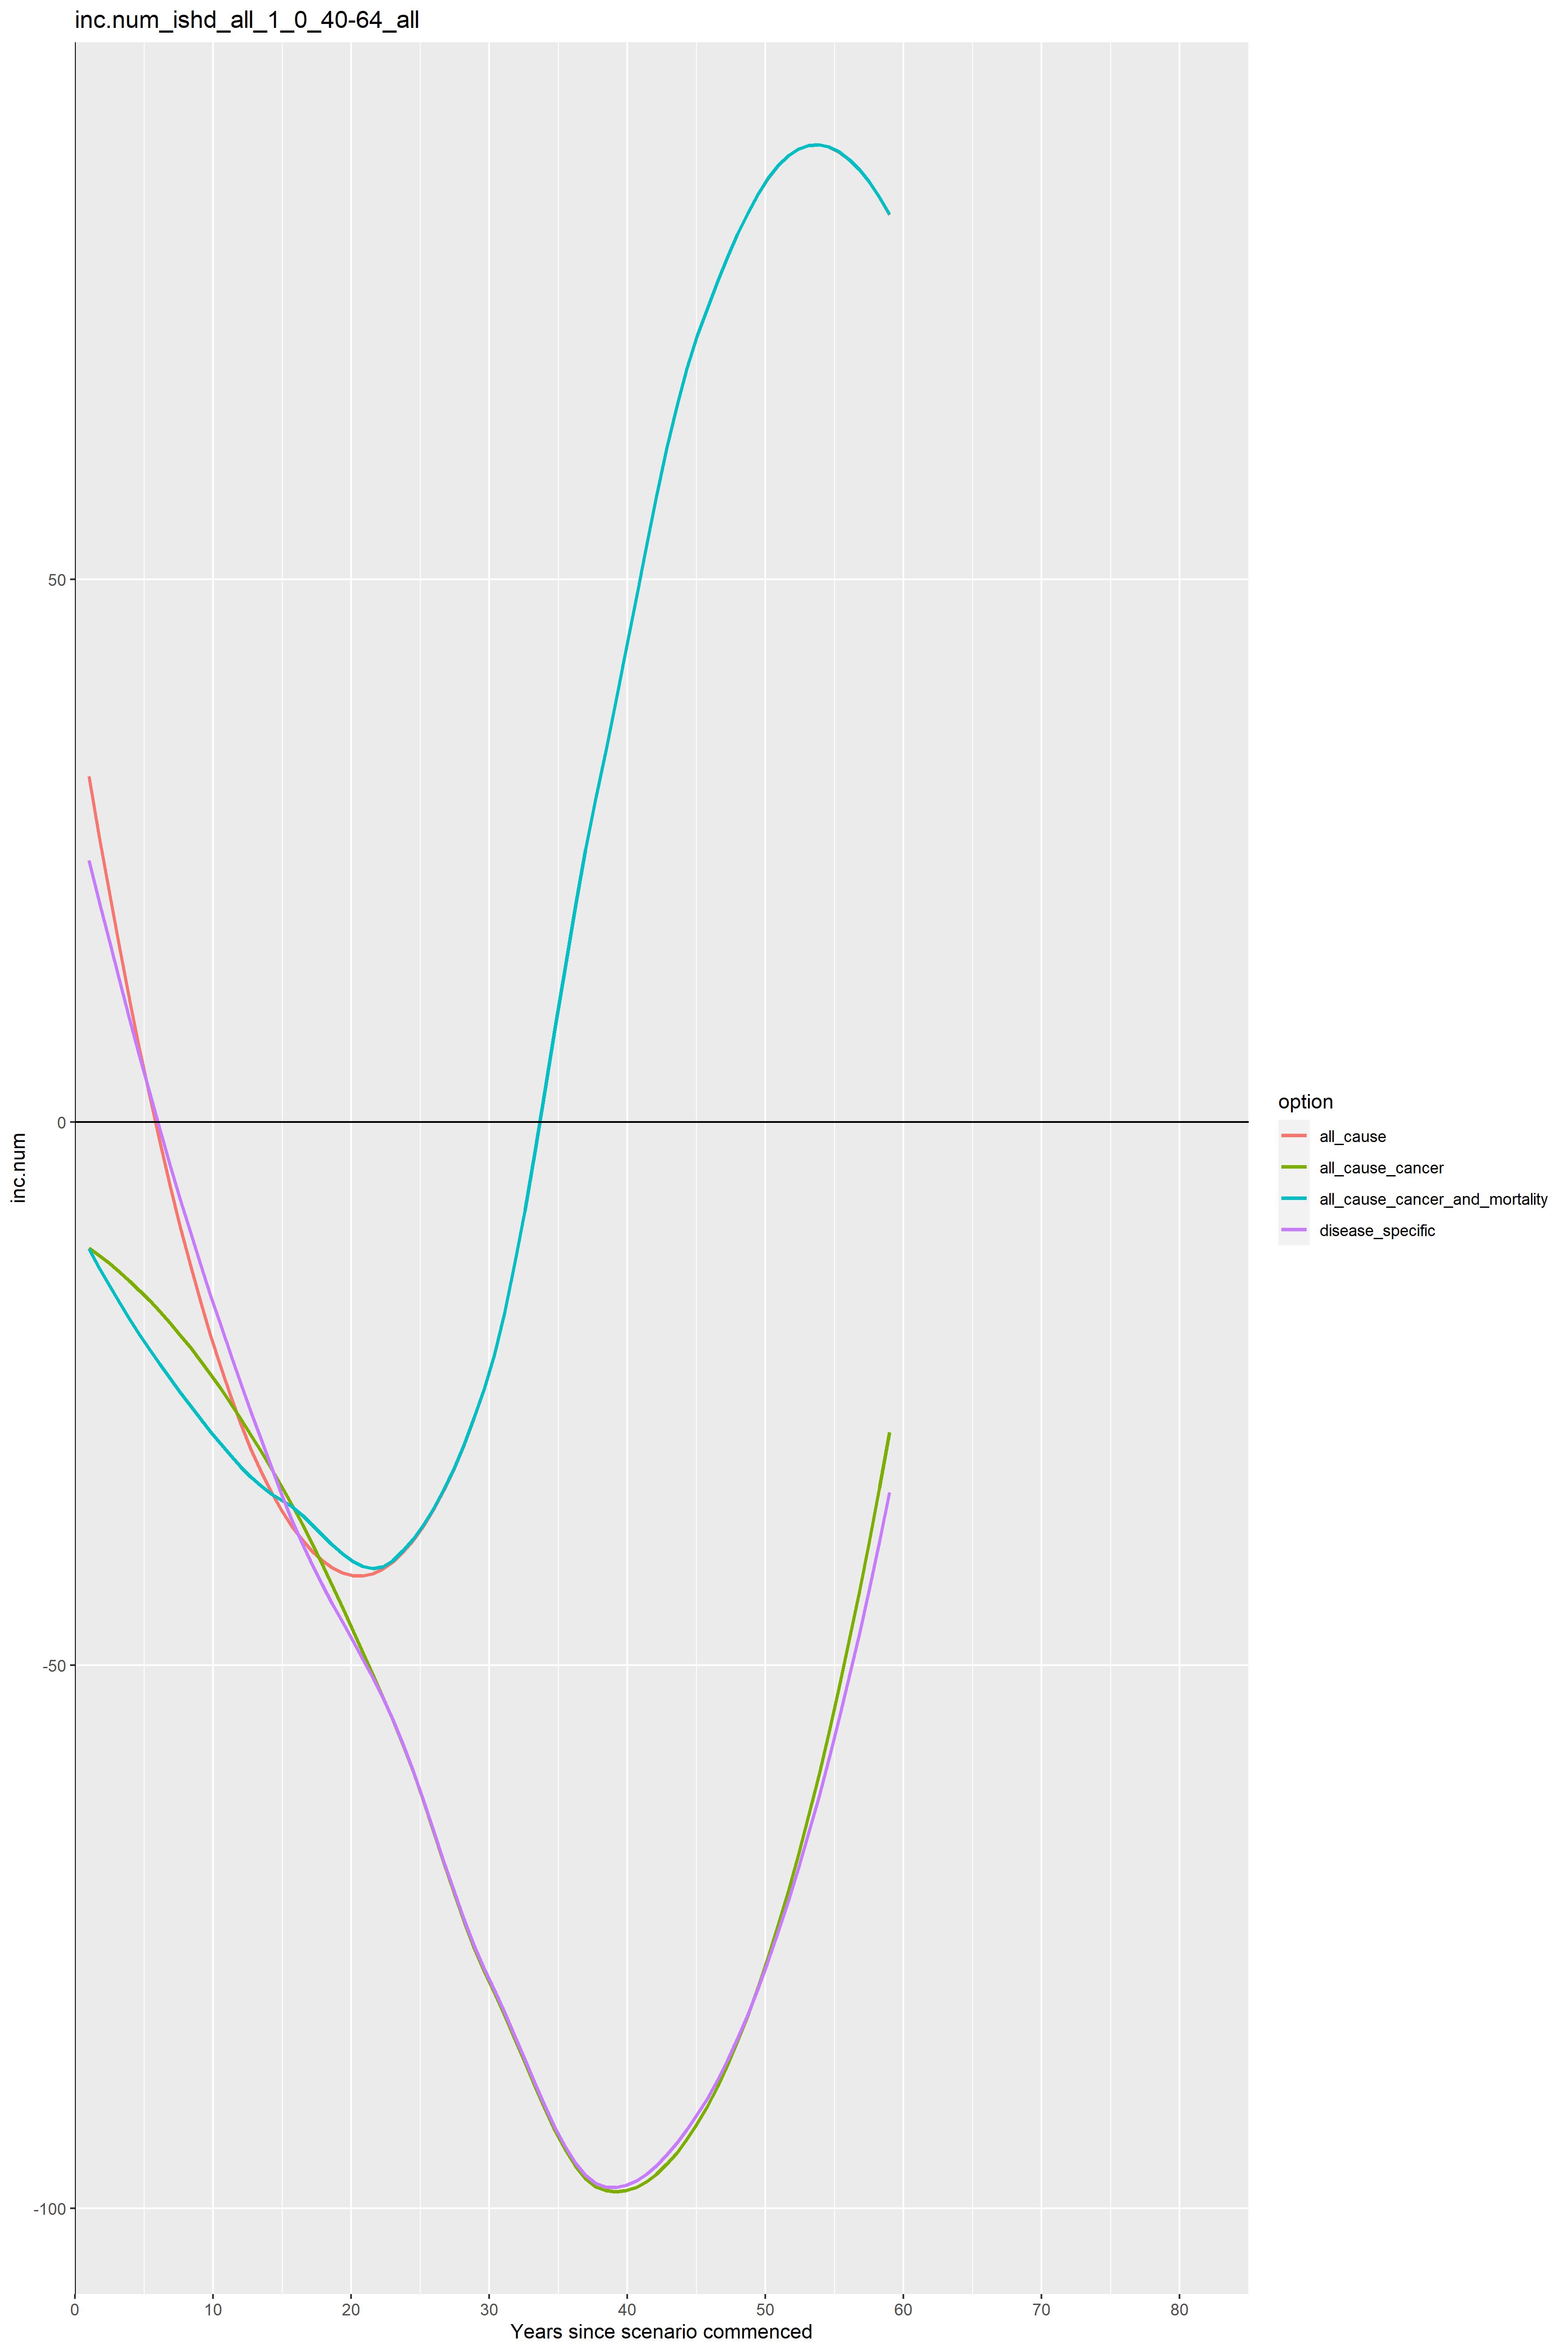 inc.num_ishd_all_1_0_40-64_all
inc.num
50
0
-50
-100
0 10 20 30 40 50 60 70 80
Years since scenario commenced
option
all_cause
all_cause_cancer
all_cause_cancer_and_mortality
disease_specific